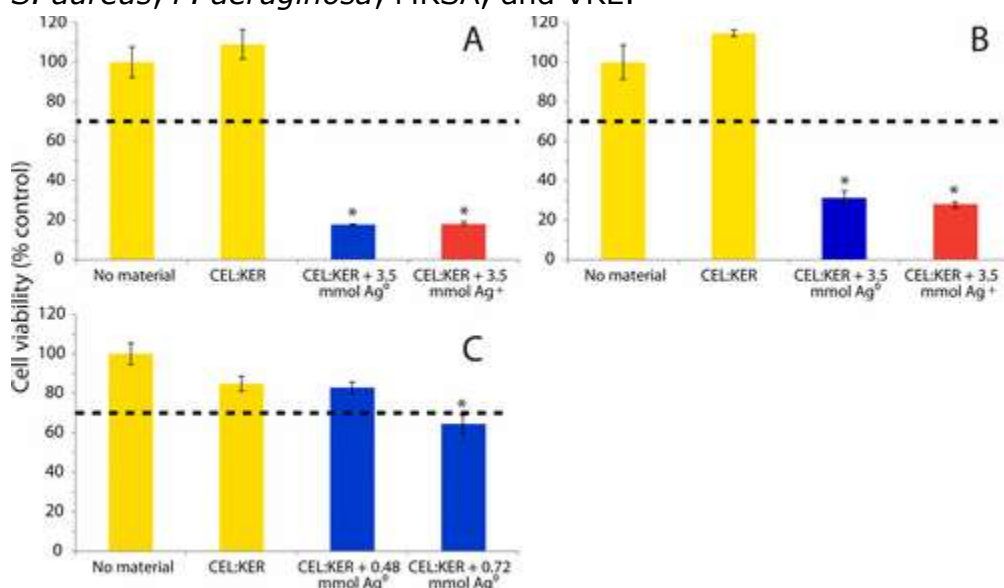 S. aureus, P. aeruginosa, MRSA, and VRE.
Cell viability (% control)
120
100
80
60
40
20
0
A
*
*
No material
CEL:KER
CEL:KER + 3.5
mmol Ag⁰
CEL:KER + 3.5
mmol Ag⁺
120
100
80
60
40
20
0
B
*
*
No material
CEL:KER
CEL:KER + 3.5
mmol Ag⁰
CEL:KER + 3.5
mmol Ag⁺
120
100
80
60
40
20
0
C
*
No material
CEL:KER
CEL:KER + 0.48
mmol Ag⁰
CEL:KER + 0.72
mmol Ag⁰